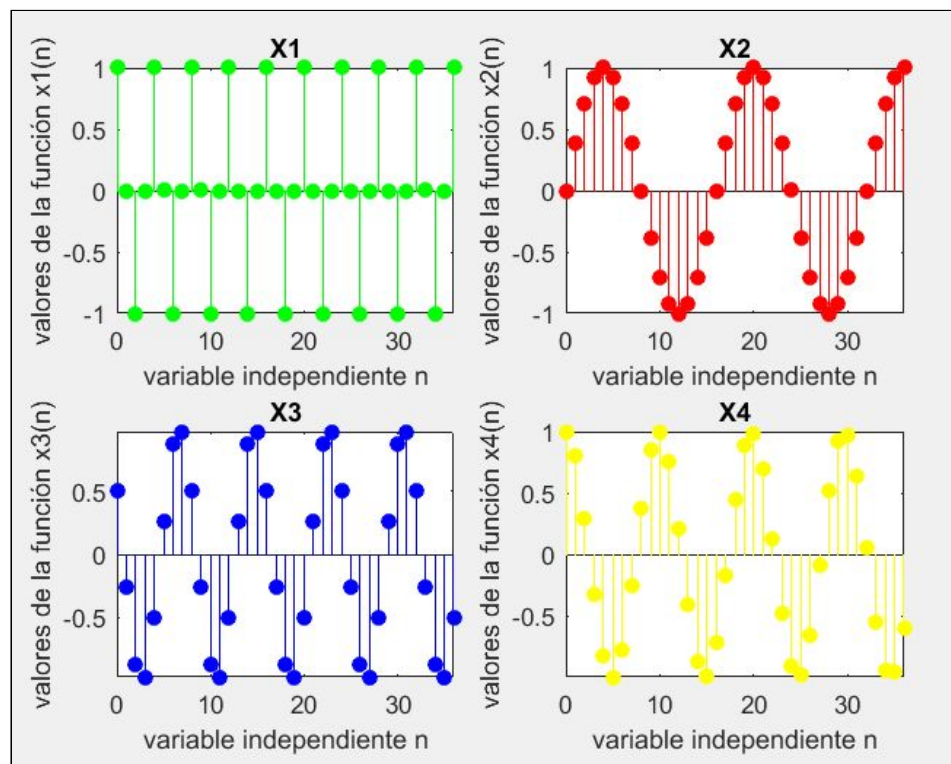 X1
valores de la función x1(n)
1
0.5
0
-0.5
-1
0
10
20
30
variable independiente n
X2
valores de la función x2(n)
1
0.5
0
-0.5
-1
0
10
20
30
variable independiente n
X3
valores de la función x3(n)
0.5
0
-0.5
0
10
20
30
variable independiente n
X4
valores de la función x4(n)
1
0.5
0
-0.5
0
10
20
30
variable independiente n